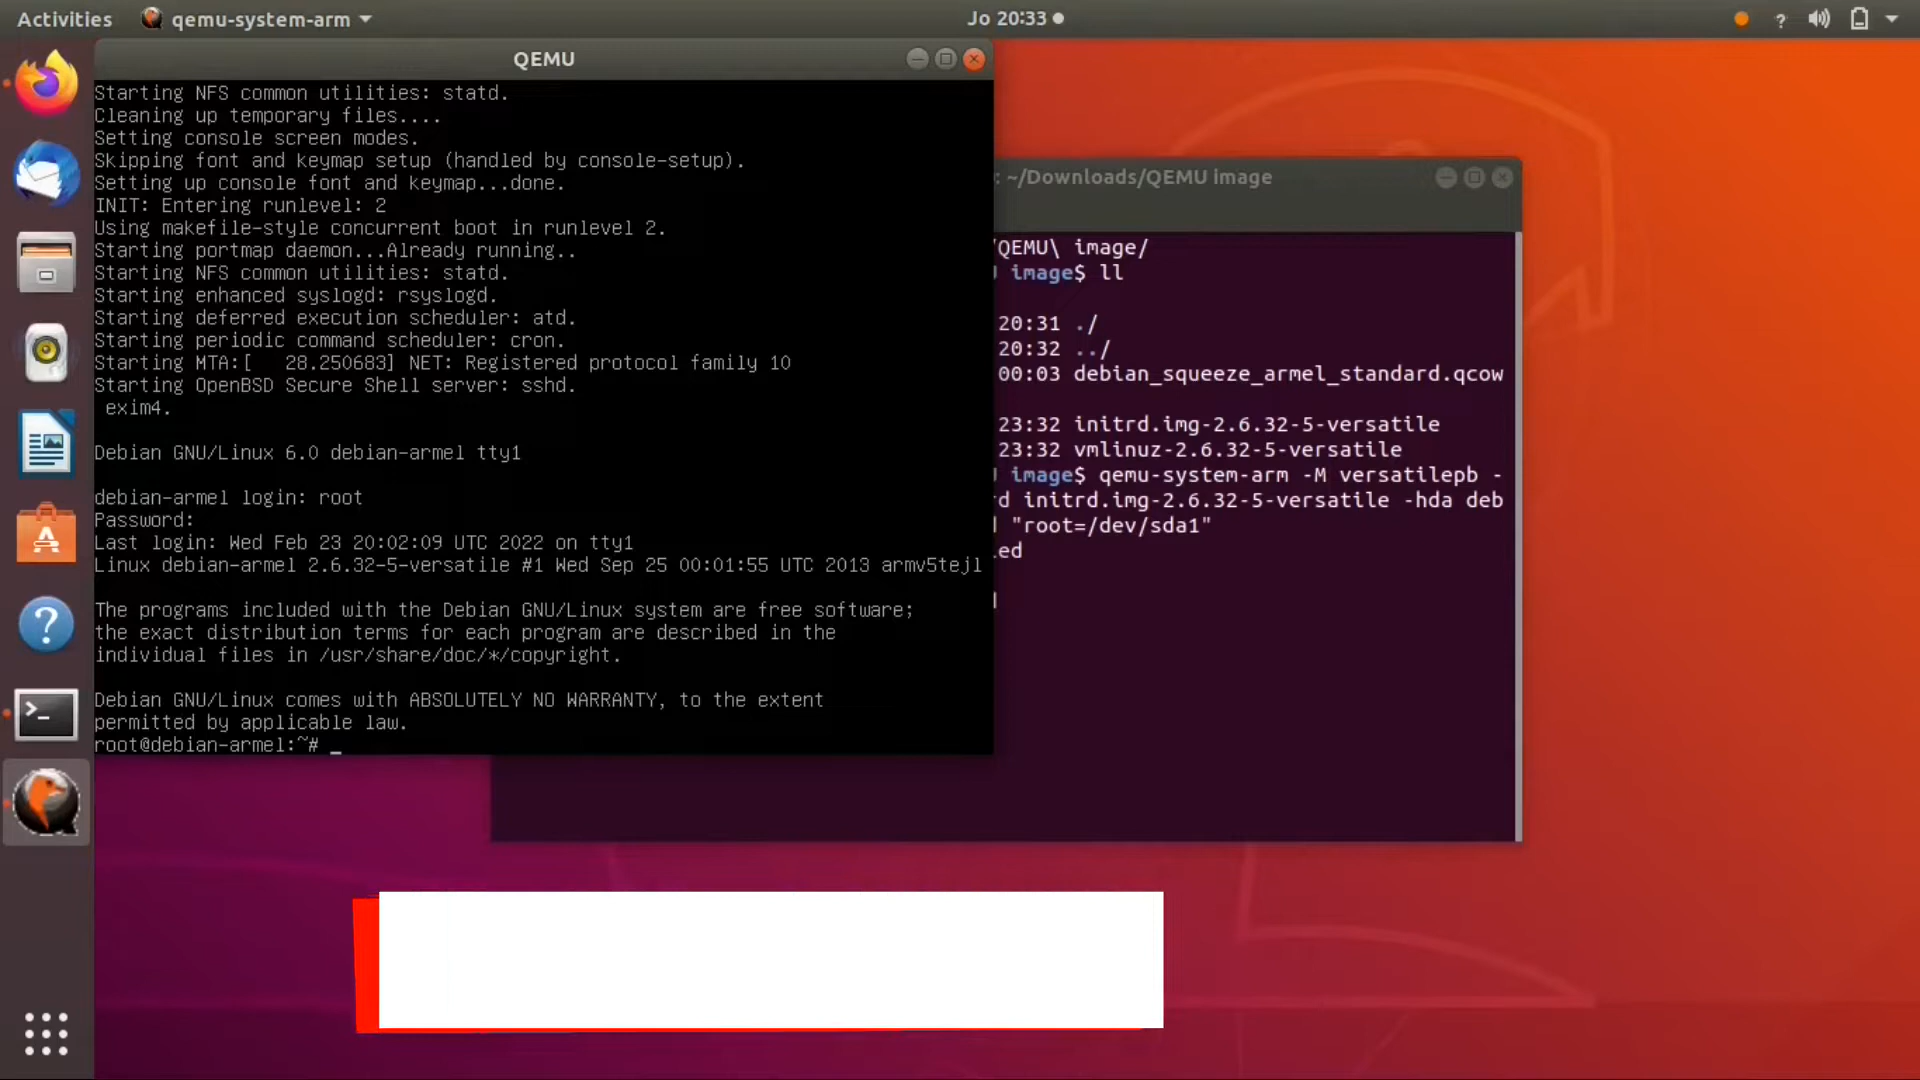 Activities
qemu-system-arm
Jo 20:33
QEMU
Starting NFS common utilities: statd.
Cleaning up temporary files....
Setting console screen modes.
Skipping font and keymap setup (handled by console-setup).
Setting up console font and keymap...done.
INIT: Entering runlevel: 2
Using makefile-style concurrent boot in runlevel 2.
Starting portmap daemon...Already running..
Starting NFS common utilities: statd.
Starting enhanced syslogd: rsyslogd.
Starting deferred execution scheduler: atd.
Starting periodic command scheduler: cron.
Starting MTA:[   28.250683] NET: Registered protocol family 10
Starting OpenBSD Secure Shell server: sshd.
exim4.
Debian GNU/Linux 6.0 debian-armel tty1
debian-armel login: root
Password:
Last login: Wed Feb 23 20:02:09 UTC 2022 on tty1
Linux debian-armel 2.6.32-5-versatile #1 Wed Sep 25 00:01:55 UTC 2013 armv5tejl
The programs included with the Debian GNU/Linux system are free software;
the exact distribution terms for each program are described in the
individual files in /usr/share/doc/*/copyright.
Debian GNU/Linux comes with ABSOLUTELY NO WARRANTY, to the extent
permitted by applicable law.
root@debian-armel:~# _
: ~/Downloads/QEMU image
QEMU\ image/
image$ ll
20:31 ./
20:32 ../
00:03 debian_squeeze_armel_standard.qcow
23:32 initrd.img-2.6.32-5-versatile
23:32 vmlinuz-2.6.32-5-versatile
image$ qemu-system-arm -M versatilepb -
rd initrd.img-2.6.32-5-versatile -hda deb
"root=/dev/sda1"
ed